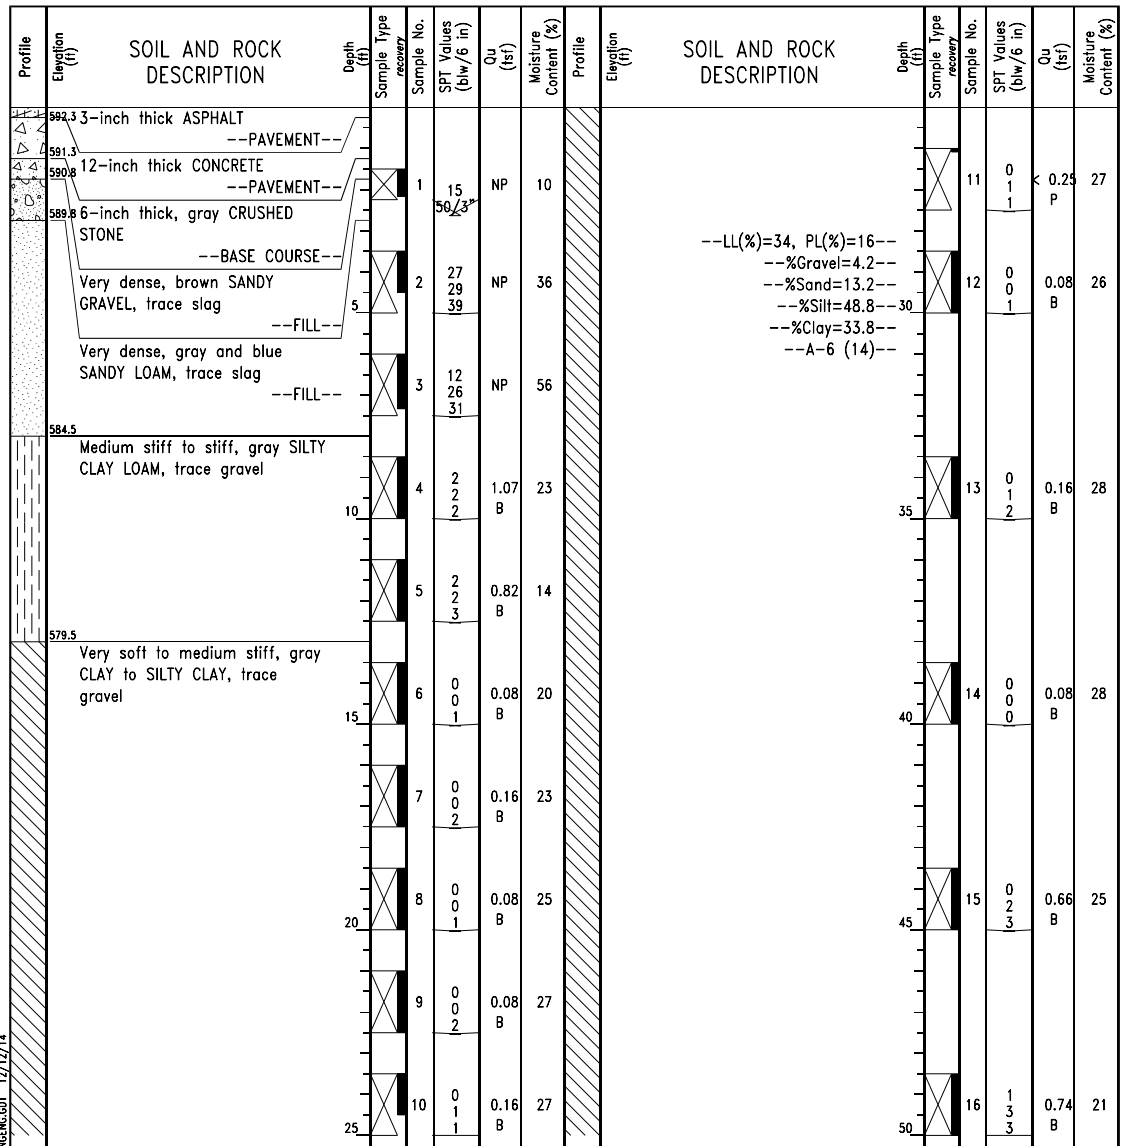 Profile
Elevation (ft)
SOIL AND ROCK
DESCRIPTION
Depth (ft)
Sample Type
recovery
Sample No.
SPT Values (blw/6 in)
Qu (tsf)
Moisture Content (%)
Profile
Elevation (ft)
SOIL AND ROCK
DESCRIPTION
Depth (ft)
Sample Type
recovery
Sample No.
SPT Values (blw/6 in)
Qu (tsf)
Moisture Content (%)
592.3 3-inch thick ASPHALT
--PAVEMENT--
591.3
12-inch thick CONCRETE
590.8
--PAVEMENT--
1 15 NP 10
50/3"
589.8 6-inch thick, gray CRUSHED
STONE
--BASE COURSE--
Very dense, brown SANDY
GRAVEL, trace slag
--FILL--
2 27 NP 36
29
5 39
Very dense, gray and blue
SANDY LOAM, trace slag
--FILL--
3 12 NP 56
26
31
584.5
Medium stiff to stiff, gray SILTY
CLAY LOAM, trace gravel
4 2 1.07 23
2 B
10 2
5 2 0.82 14
2 B
3
579.5
Very soft to medium stiff, gray
CLAY to SILTY CLAY, trace
gravel
6 0 0.08 20
0 B
15 1
7 0 0.16 23
0 B
2
8 0 0.08 25
0 B
20 1
9 0 0.08 27
0 B
2
10 0 0.16 27
1 B
25 1
11 0 < 0.25 27
1 P
1
--LL(%)=34, PL(%)=16--
--%Gravel=4.2--
--%Sand=13.2--
--%Silt=48.8--
--%Clay=33.8--
--A-6 (14)--
12 0 0.08 26
0 B
30 1
13 0 0.16 28
1 B
35 2
14 0 0.08 28
0 B
40 0
15 0 0.66 25
2 B
45 3
16 1 0.74 21
3 B
50 3
12/12/14